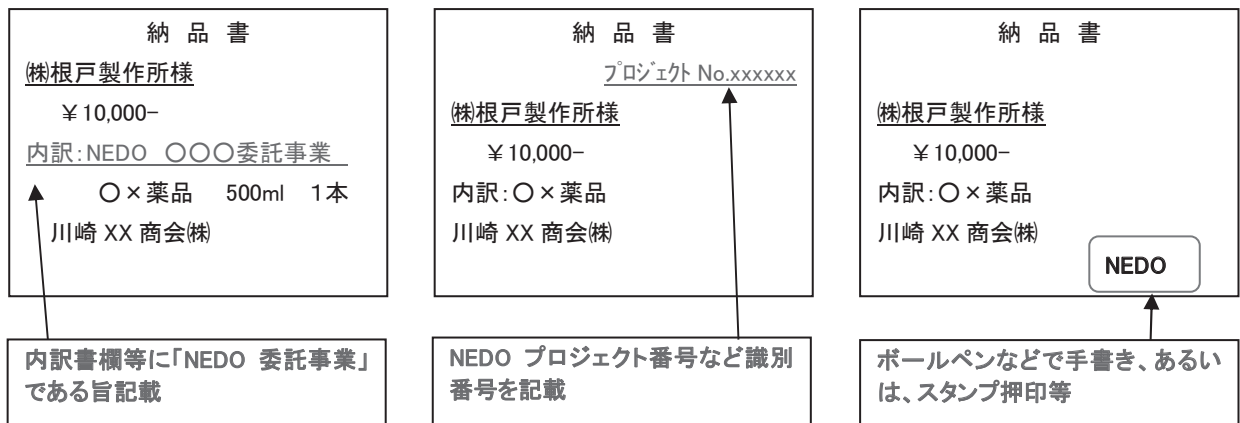 納 品 書
㈱根戸製作所様
￥10,000−
内訳:NEDO 〇〇〇委託事業
〇×薬品 500ml 1本
川崎 XX 商会㈱
内訳書欄等に「NEDO 委託事業」
である旨記載
納 品 書
ﾌﾟﾛｼﾞｪｸﾄ No.xxxxxx
㈱根戸製作所様
￥10,000−
内訳:〇×薬品
川崎 XX 商会㈱
NEDO プロジェクト番号など識別
番号を記載
納 品 書
㈱根戸製作所様
￥10,000−
内訳:〇×薬品
川崎 XX 商会㈱
NEDO
ボールペンなどで手書き、あるい
は、スタンプ押印等